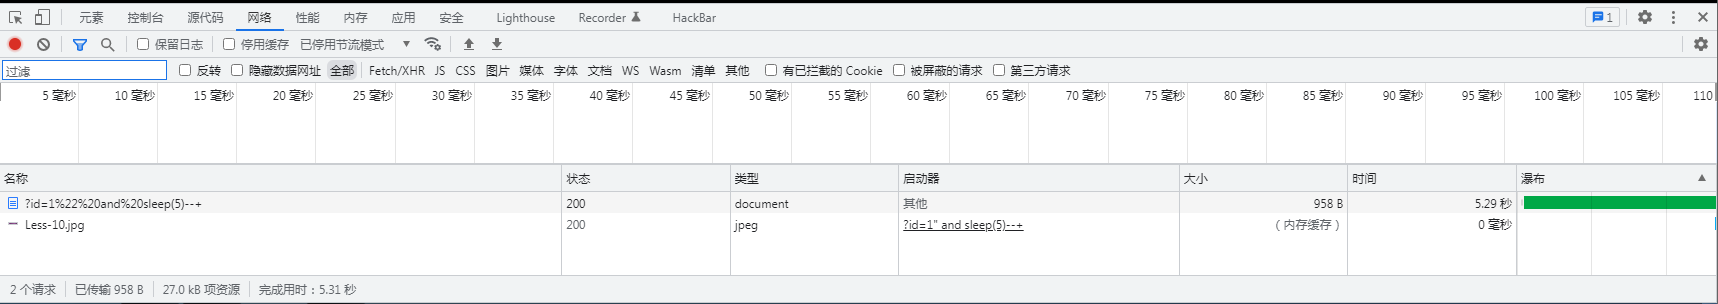 元素 控制台 源代码 网络 性能 内存 应用 安全 Lighthouse Recorder HackBar 1
保留日志 停用缓存 已停用节流模式
过滤 反转 隐藏数据网址 全部 Fetch/XHR JS CSS 图片 媒体 字体 文档 WS Wasm 清单 其他 有已拦截的 Cookie 被屏蔽的请求 第三方请求
5 毫秒 10 毫秒 15 毫秒 20 毫秒 25 毫秒 30 毫秒 35 毫秒 40 毫秒 45 毫秒 50 毫秒 55 毫秒 60 毫秒 65 毫秒 70 毫秒 75 毫秒 80 毫秒 85 毫秒 90 毫秒 95 毫秒 100 毫秒 105 毫秒 110
名称 状态 类型 启动器 大小 时间 瀑布
?id=1%22%20and%20sleep(5)--+ 200 document 其他 958 B 5.29 秒
Less-10.jpg 200 jpeg ?id=1" and sleep(5)--+ （内存缓存） 0 毫秒
2 个请求 已传输 958 B 27.0 kB 项资源 完成用时：5.31 秒